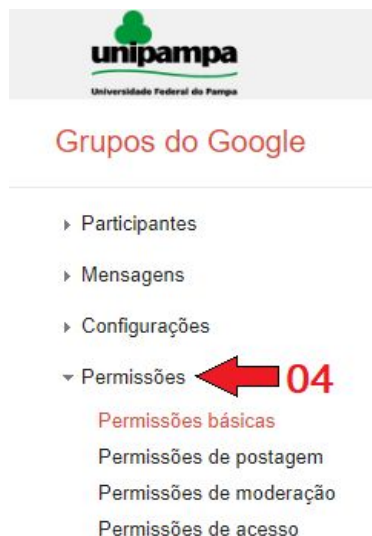 unipampa
Universidade Federal do Pampa
Grupos do Google
Participantes
Mensagens
Configurações
Permissões 04
Permissões básicas
Permissões de postagem
Permissões de moderação
Permissões de acesso